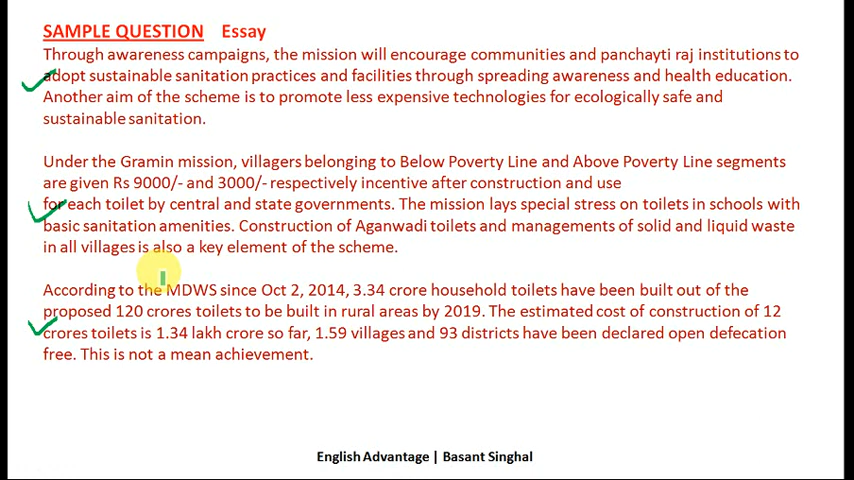 SAMPLE QUESTION Essay
Through awareness campaigns, the mission will encourage communities and panchayti raj institutions to
adopt sustainable sanitation practices and facilities through spreading awareness and health education.
Another aim of the scheme is to promote less expensive technologies for ecologically safe and
sustainable sanitation.
Under the Gramin mission, villagers belonging to Below Poverty Line and Above Poverty Line segments
are given Rs 9000/- and 3000/- respectively incentive after construction and use
for each toilet by central and state governments. The mission lays special stress on toilets in schools with
basic sanitation amenities. Construction of Aganwadi toilets and managements of solid and liquid waste
in all villages is also a key element of the scheme.
According to the MDWS since Oct 2, 2014, 3.34 crore household toilets have been built out of the
proposed 120 crores toilets to be built in rural areas by 2019. The estimated cost of construction of 12
crores toilets is 1.34 lakh crore so far, 1.59 villages and 93 districts have been declared open defecation
free. This is not a mean achievement.
English Advantage | Basant Singhal